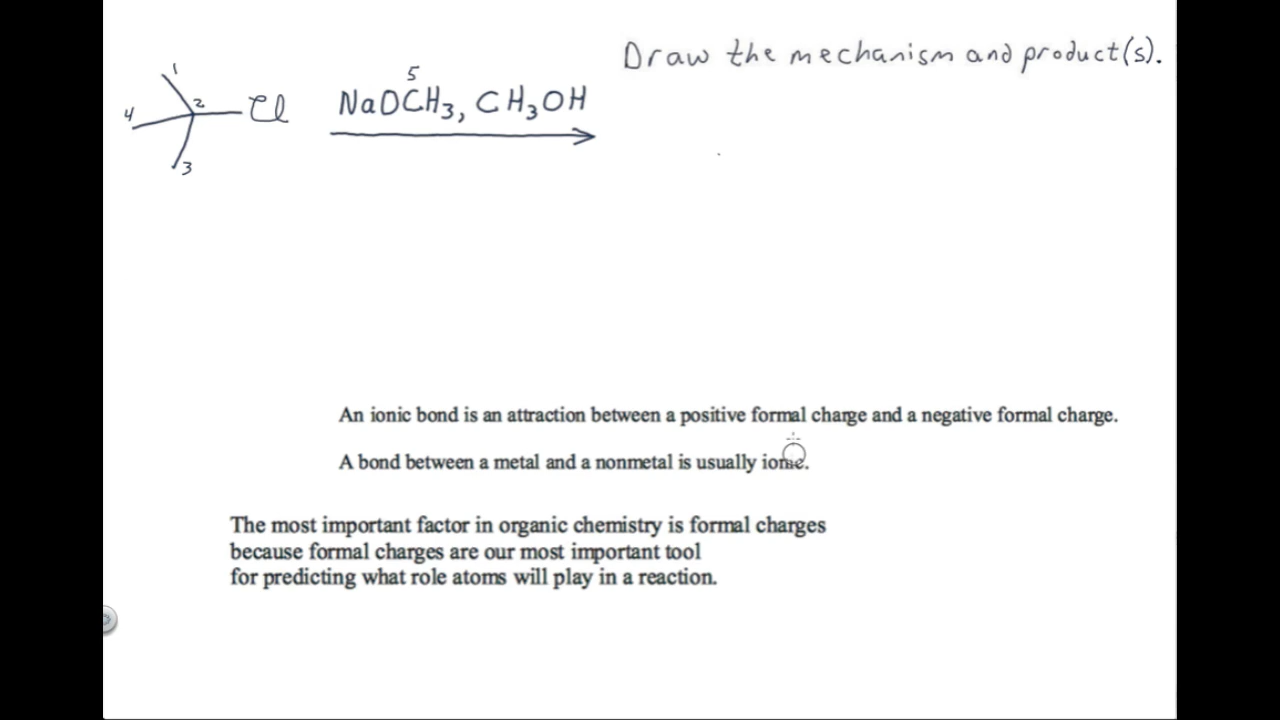 Draw the mechanism and product(s).
1
5
4 2 Cl NaOCH3, CH3OH
3
An ionic bond is an attraction between a positive formal charge and a negative formal charge.
A bond between a metal and a nonmetal is usually ionic.
The most important factor in organic chemistry is formal charges
because formal charges are our most important tool
for predicting what role atoms will play in a reaction.